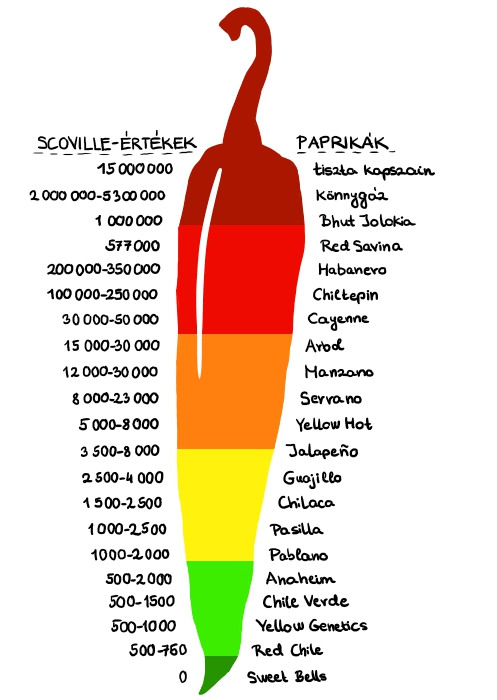 SCOVILLE-ÉRTÉKEK PAPRIKÁK
15 000 000 tiszta kapszain
2 000 000-5300 000 Könnygáz
1 000 000 Bhut Jolokia
577 000 Red Savina
200 000-350 000 Habanero
100 000-250 000 Chiltepin
30 000-50 000 Cayenne
15 000-30 000 Arbol
12 000-30 000 Manzano
8 000-23 000 Serrano
5 000-8 000 Yellow Hot
3 500-8 000 Jalapeño
2 500-4 000 Guajillo
1 500-2 500 Chilaca
1 000-2 500 Pasilla
1000-2 000 Pablano
500-2 000 Anaheim
500-1500 Chile Verde
500-1000 Yellow Genetics
500-750 Red Chile
0 Sweet Bells